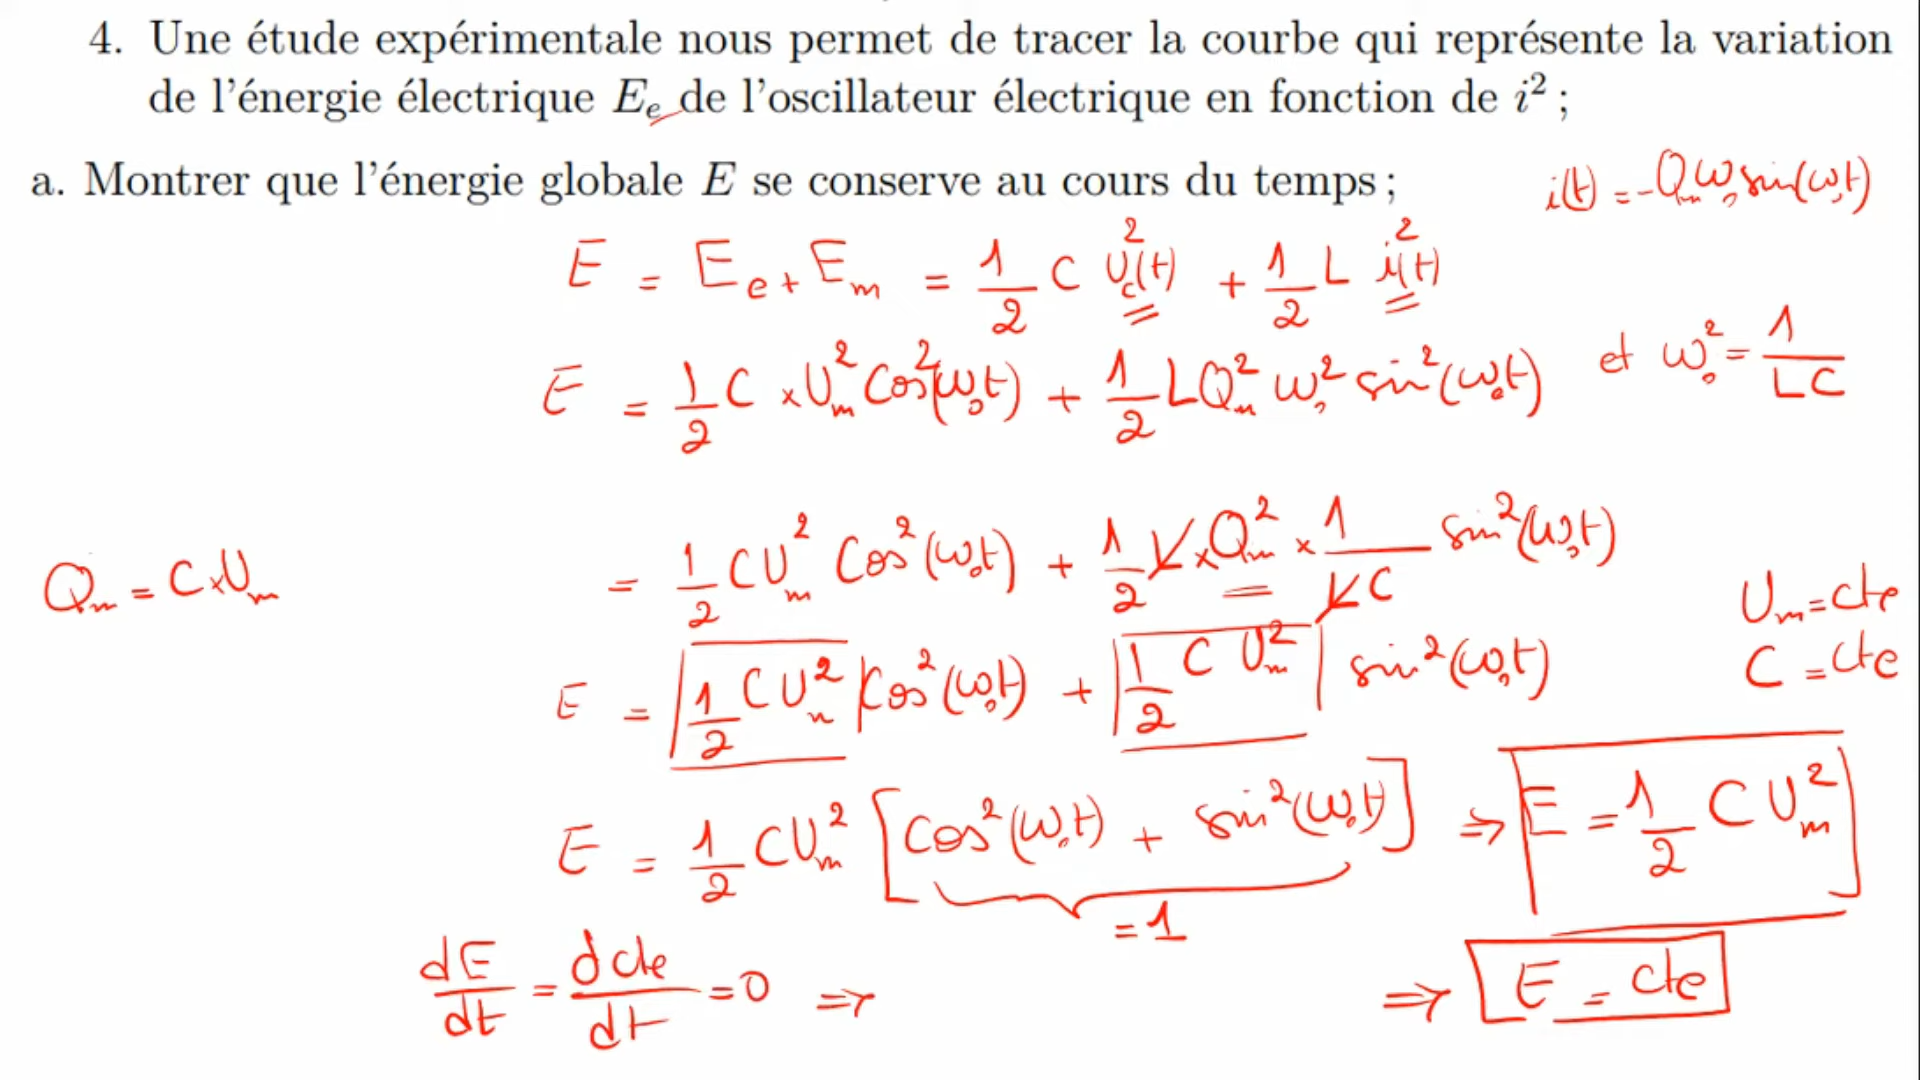 4. Une étude expérimentale nous permet de tracer la courbe qui représente la variation
de l'énergie électrique Eₑ de l'oscillateur électrique en fonction de i² ;
a. Montrer que l'énergie globale E se conserve au cours du temps ;
i(t) = -Qₘω₀sin(ω₀t)
E = Eₑ + Eₘ = 1/2 C U꜀²(t) + 1/2 L i²(t)
E = 1/2 C × Uₘ² Cos²(ω₀t) + 1/2 L Qₘ² ω₀² sin²(ω₀t) et ω₀² = 1/LC
Qₘ = C×Uₘ
= 1/2 C Uₘ² Cos²(ω₀t) + 1/2 L × Qₘ² × 1/LC sin²(ω₀t)
Uₘ = cte
C = cte
E = 1/2 C Uₘ² Cos²(ω₀t) + 1/2 C Uₘ² sin²(ω₀t)
E = 1/2 C Uₘ² [Cos²(ω₀t) + sin²(ω₀t)] ⇒ E = 1/2 C Uₘ²
= 1
dE/dt = dcte/dt = 0 ⇒ ⇒ E = cte